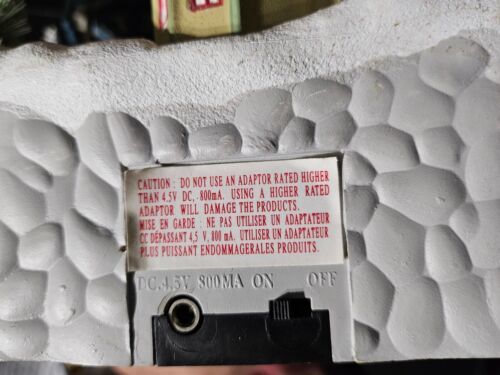 CAUTION : DO NOT USE AN ADAPTOR RATED HIGHER
THAN 4.5V DC, 800mA. USING A HIGHER RATED
ADAPTOR WILL DAMAGE THE PRODUCTS.
MISE EN GARDE : NE PAS UTILISER UN ADAPTATEUR
CC DÉPASSANT 4,5 V, 800 mA. UTILISER UN ADAPTATEUR
PLUS PUISSANT ENDOMMAGERALES PRODUITS.
DC.4.5V 800MA ON OFF